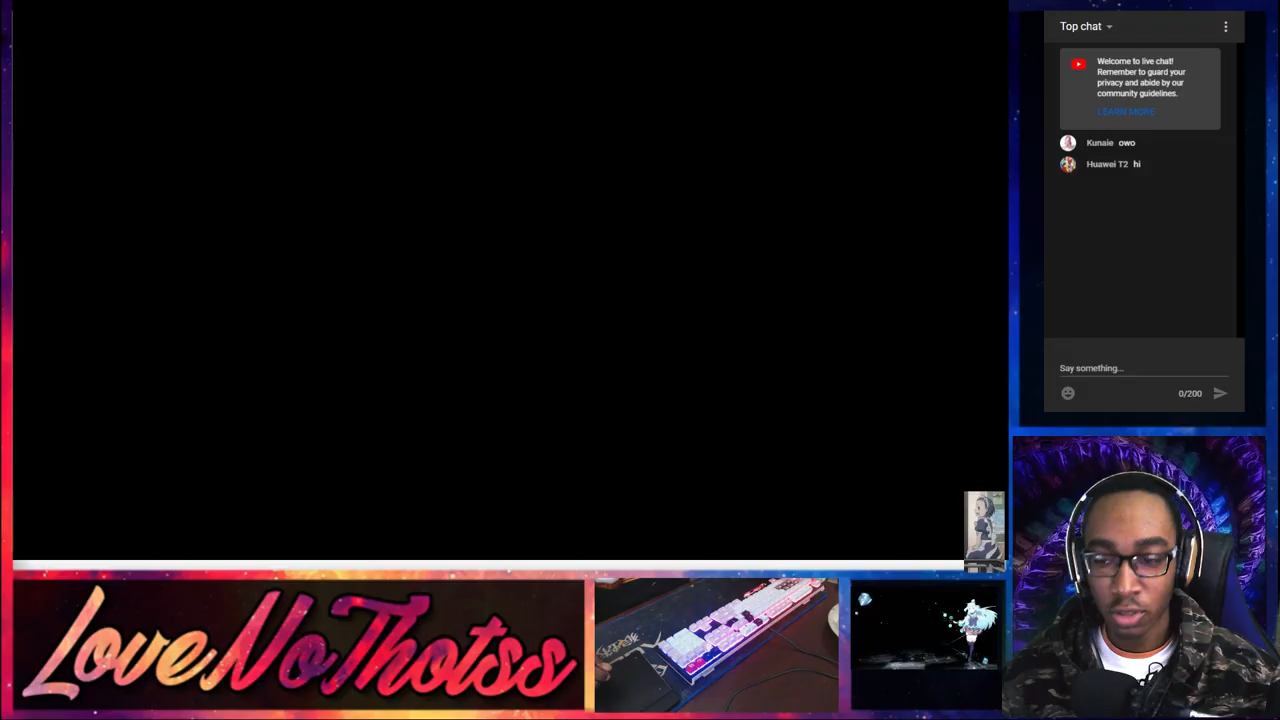 Top chat
Welcome to live chat!
Remember to guard your
privacy and abide by our
community guidelines.
LEARN MORE
Kunaie owo
Huawei T2 hi
Say something...
0/200
LoveNoThotss